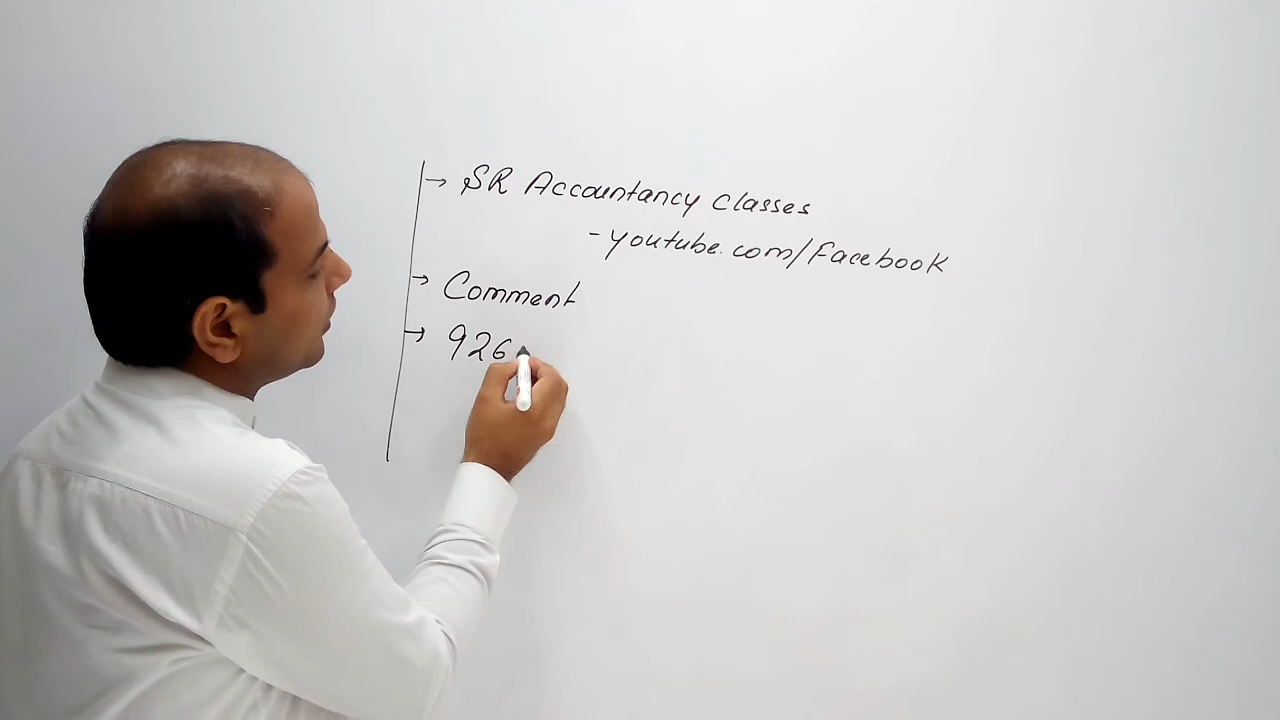 → SR Accountancy classes
- youtube.com/Facebook
→ Comment
→ 926